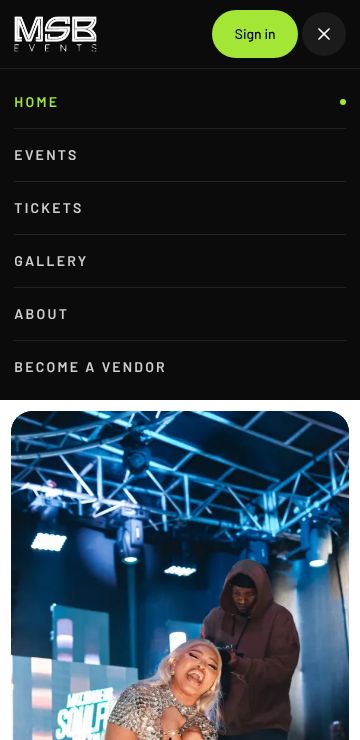 MSB
EVENTS
Sign in
HOME
EVENTS
TICKETS
GALLERY
ABOUT
BECOME A VENDOR